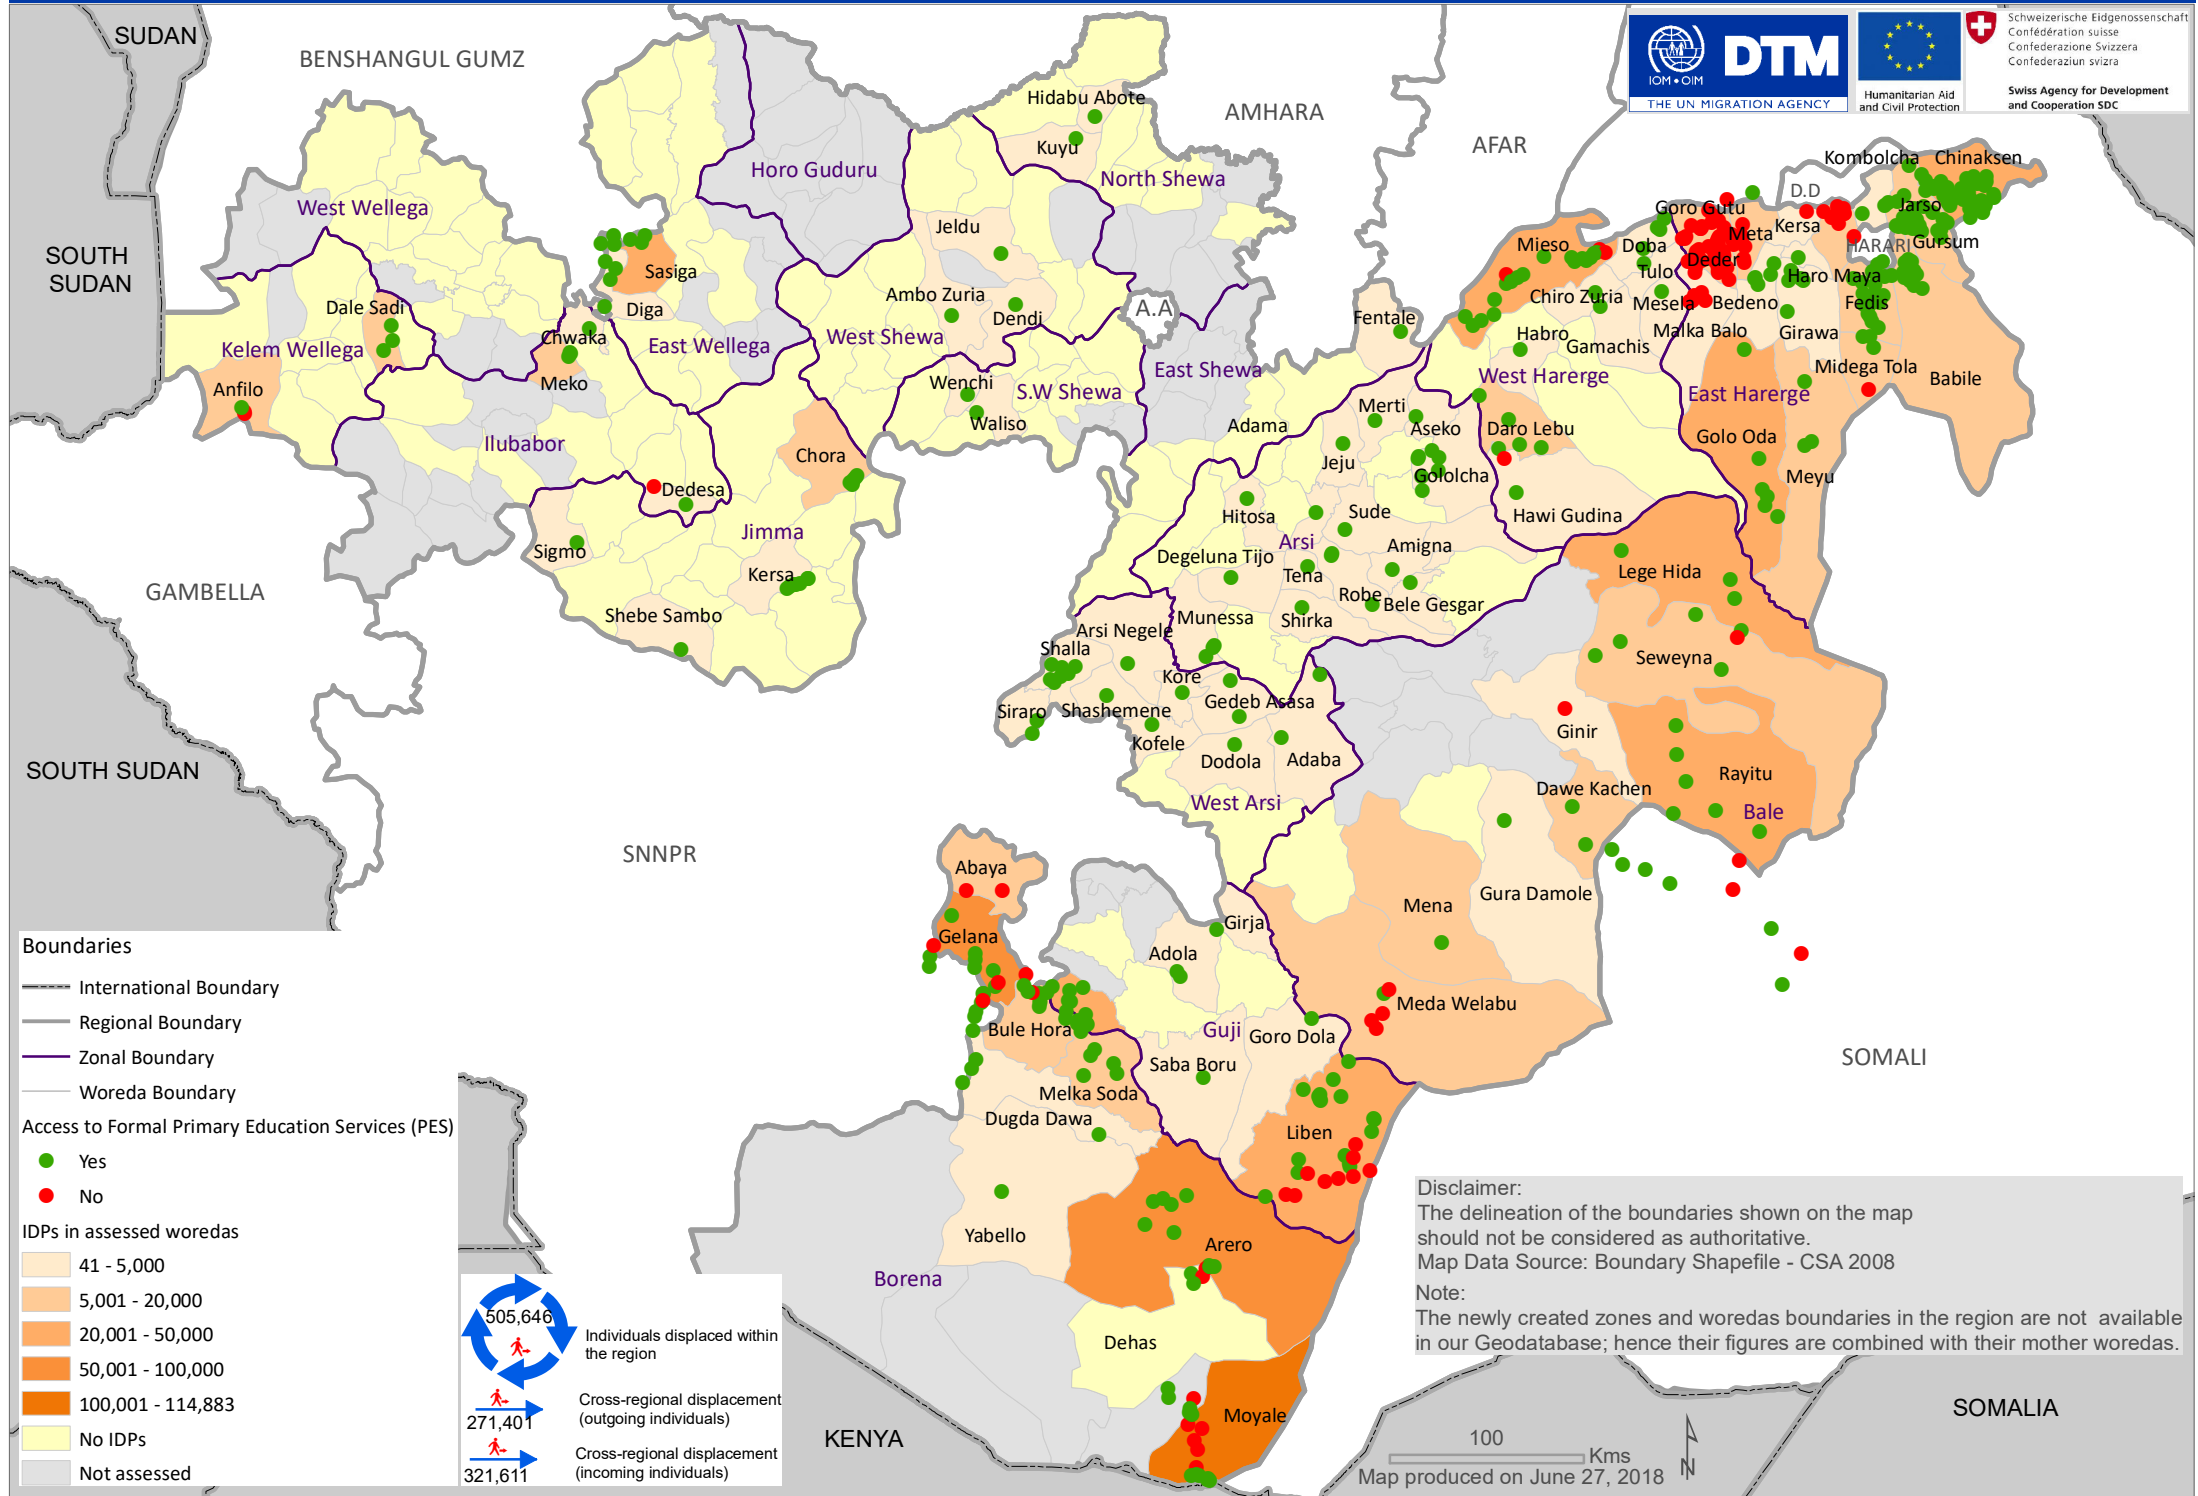 SUDAN
BENSHANGUL GUMZ
AMHARA
AFAR
IOM • OIM
DTM
THE UN MIGRATION AGENCY
Humanitarian Aid
and Civil Protection
Schweizerische Eidgenossenschaft
Confédération suisse
Confederazione Svizzera
Confederaziun svizra
Swiss Agency for Development
and Cooperation SDC
Hidabu Abote
Kuyu
North Shewa
Horo Guduru
West Wellega
Kombolcha
Chinaksen
D.D
Jarso
Goro Gutu
Meta
Kersa
HARARI
Gursum
Mieso
Doba
Deder
Tulo
Haro Maya
Jeldu
SOUTH
SUDAN
Sasiga
Diga
Ambo Zuria
Dendi
A.A
Fentale
Chiro Zuria
Mesela
Bedeno
Fedis
Dale Sadi
Kelem Wellega
Chwaka
East Wellega
West Shewa
Habro
Gamachis
Malka Balo
Girawa
Meko
Anfilo
Wenchi
S.W Shewa
East Shewa
West Harerge
East Harerge
Midega Tola
Babile
Waliso
Adama
Merti
Aseko
Daro Lebu
Golo Oda
Ilubabor
Chora
Jeju
Gololcha
Meyu
Dedesa
Jimma
Hitosa
Sude
Hawi Gudina
Sigmo
Arsi
Amigna
Degeluna Tijo
Tena
Lege Hida
Kersa
GAMBELLA
Robe
Bele Gesgar
Shebe Sambo
Munessa
Shirka
Arsi Negele
Shalla
Seweyna
Kore
Gedeb Asasa
Siraro
Shashemene
Kofele
Ginir
Dodola
Adaba
SOUTH SUDAN
Rayitu
Dawe Kachen
West Arsi
Bale
SNNPR
Abaya
Gura Damole
Mena
Gelana
Girja
Adola
Meda Welabu
Bule Hora
Guji
Goro Dola
SOMALI
Saba Boru
Melka Soda
Dugda Dawa
Liben
Yabello
Arero
Borena
Dehas
Moyale
KENYA
SOMALIA
Boundaries
International Boundary
Regional Boundary
Zonal Boundary
Woreda Boundary
Access to Formal Primary Education Services (PES)
Yes
No
IDPs in assessed woredas
41 - 5,000
5,001 - 20,000
20,001 - 50,000
50,001 - 100,000
100,001 - 114,883
No IDPs
Not assessed
505,646
Individuals displaced within
the region
271,401
Cross-regional displacement
(outgoing individuals)
321,611
Cross-regional displacement
(incoming individuals)
Disclaimer:
The delineation of the boundaries shown on the map
should not be considered as authoritative.
Map Data Source: Boundary Shapefile - CSA 2008
Note:
The newly created zones and woredas boundaries in the region are not available
in our Geodatabase; hence their figures are combined with their mother woredas.
100
Kms
N
Map produced on June 27, 2018